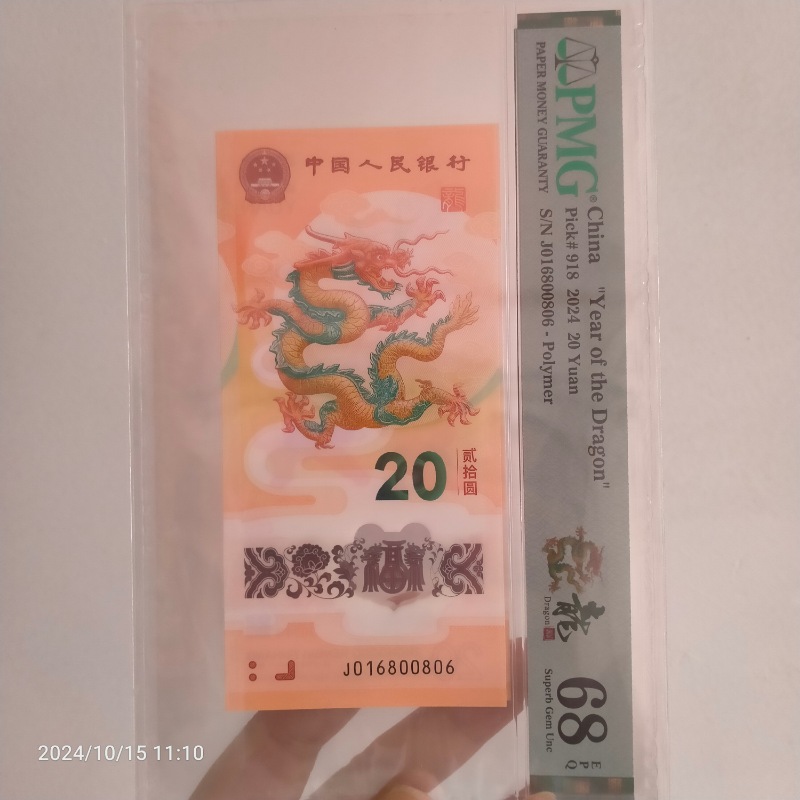 中国人民银行
20
贰拾圆
福
J016800806
PMG®
PAPER MONEY GUARANTY
China "Year of the Dragon"
Pick# 918 2024 20 Yuan
S/N J016800806 - Polymer
龍
Dragon
68
EPQ
Superb Gem Unc
2024/10/15 11:10